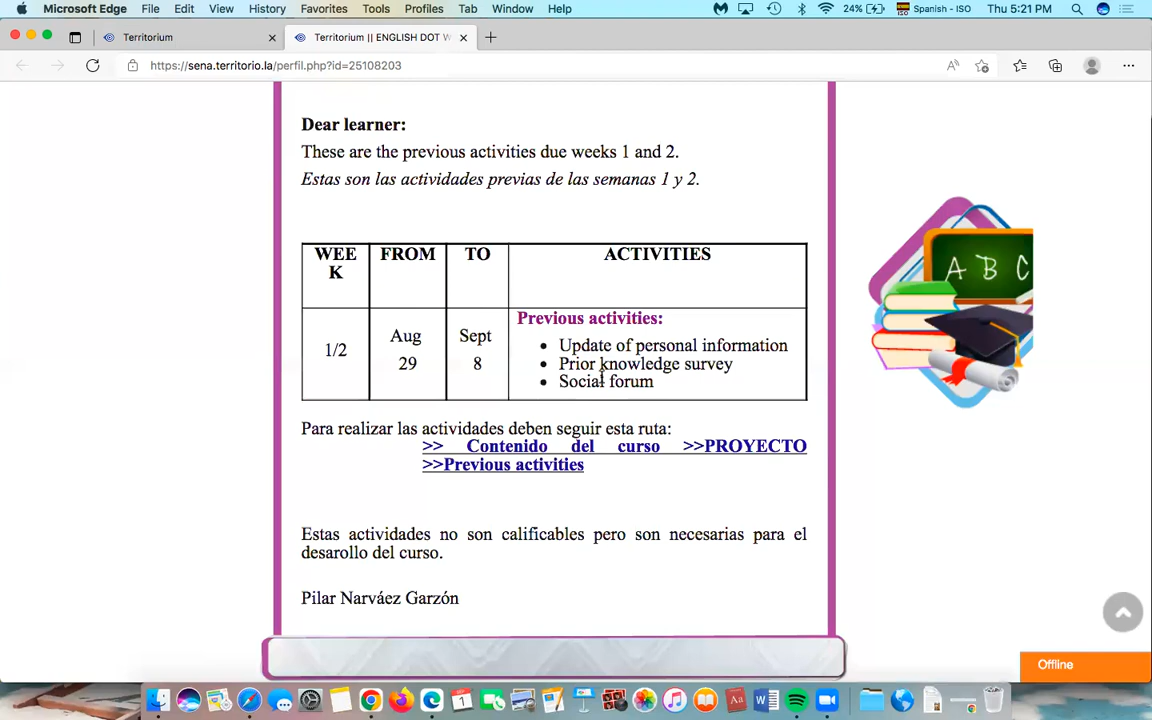 Microsoft Edge File Edit View History Favorites Tools Profiles Tab Window Help 24% Spanish - ISO Thu 5:21 PM
Territorium Territorium || ENGLISH DOT W
https://sena.territorio.la/perfil.php?id=25108203
Dear learner:
These are the previous activities due weeks 1 and 2.
Estas son las actividades previas de las semanas 1 y 2.
WEE FROM TO ACTIVITIES
K
Previous activities:
Aug Sept
Update of personal information
1/2
29 8
Prior knowledge survey
Social forum
A B C
Para realizar las actividades deben seguir esta ruta:
>> Contenido del curso >>PROYECTO
>>Previous activities
Estas actividades no son calificables pero son necesarias para el
desarollo del curso.
Pilar Narváez Garzón
Offline